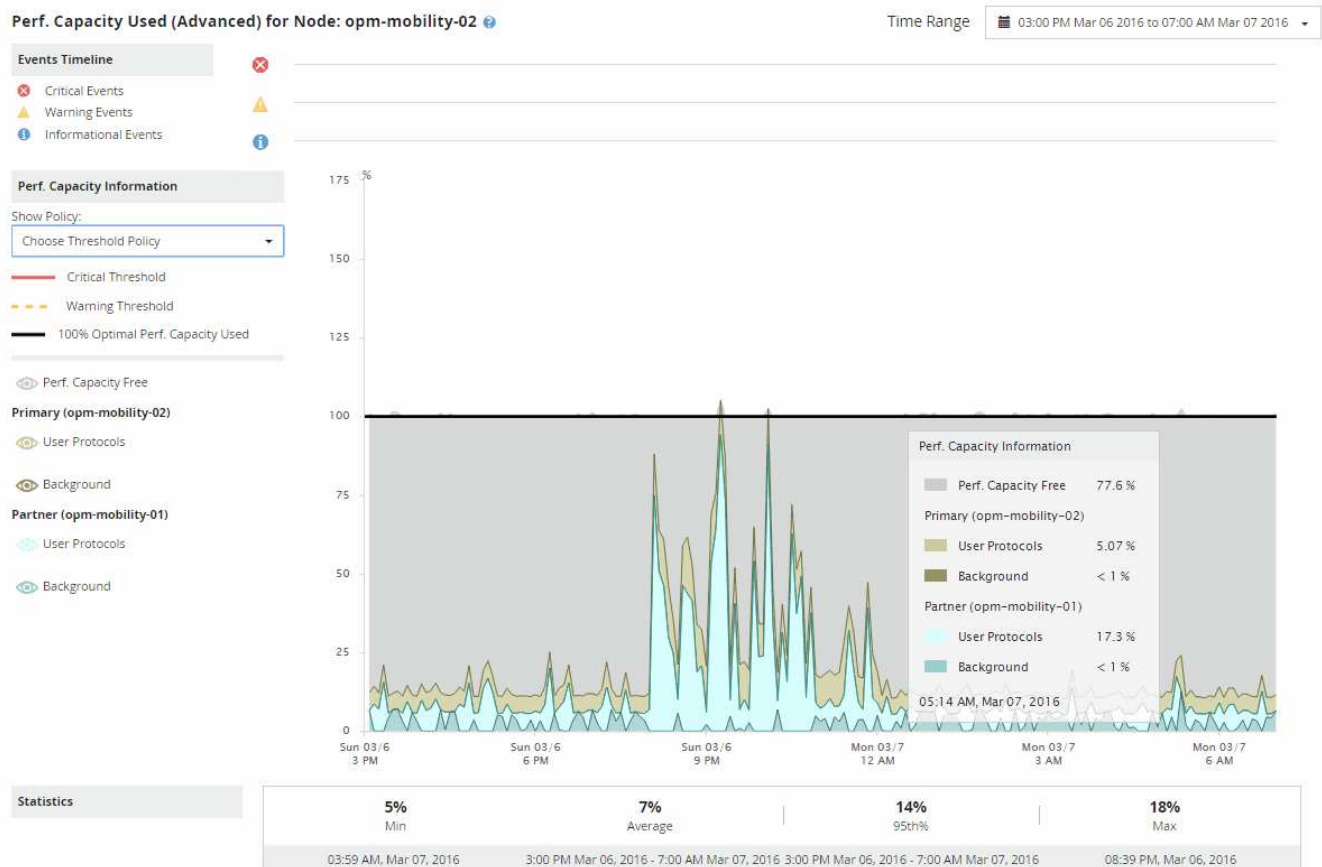 Perf. Capacity Used (Advanced) for Node: opm-mobility-02
Time Range 03:00 PM Mar 06 2016 to 07:00 AM Mar 07 2016
Events Timeline
Critical Events
Warning Events
Informational Events
Perf. Capacity Information
Show Policy:
Choose Threshold Policy
Critical Threshold
Warning Threshold
100% Optimal Perf. Capacity Used
Perf. Capacity Free
Primary (opm-mobility-02)
User Protocols
Background
Partner (opm-mobility-01)
User Protocols
Background
%
175
150
125
100
75
50
25
0
Sun 03/6 Sun 03/6 Sun 03/6 Mon 03/7 Mon 03/7 Mon 03/7
3 PM 6 PM 9 PM 12 AM 3 AM 6 AM
Perf. Capacity Information
Perf. Capacity Free 77.6 %
Primary (opm-mobility-02)
User Protocols 5.07 %
Background < 1 %
Partner (opm-mobility-01)
User Protocols 17.3 %
Background < 1 %
05:14 AM, Mar 07, 2016
Statistics
5% 7% 14% 18%
Min Average 95th% Max
03:59 AM, Mar 07, 2016 3:00 PM Mar 06, 2016 - 7:00 AM Mar 07, 2016 3:00 PM Mar 06, 2016 - 7:00 AM Mar 07, 2016 08:39 PM, Mar 06, 2016